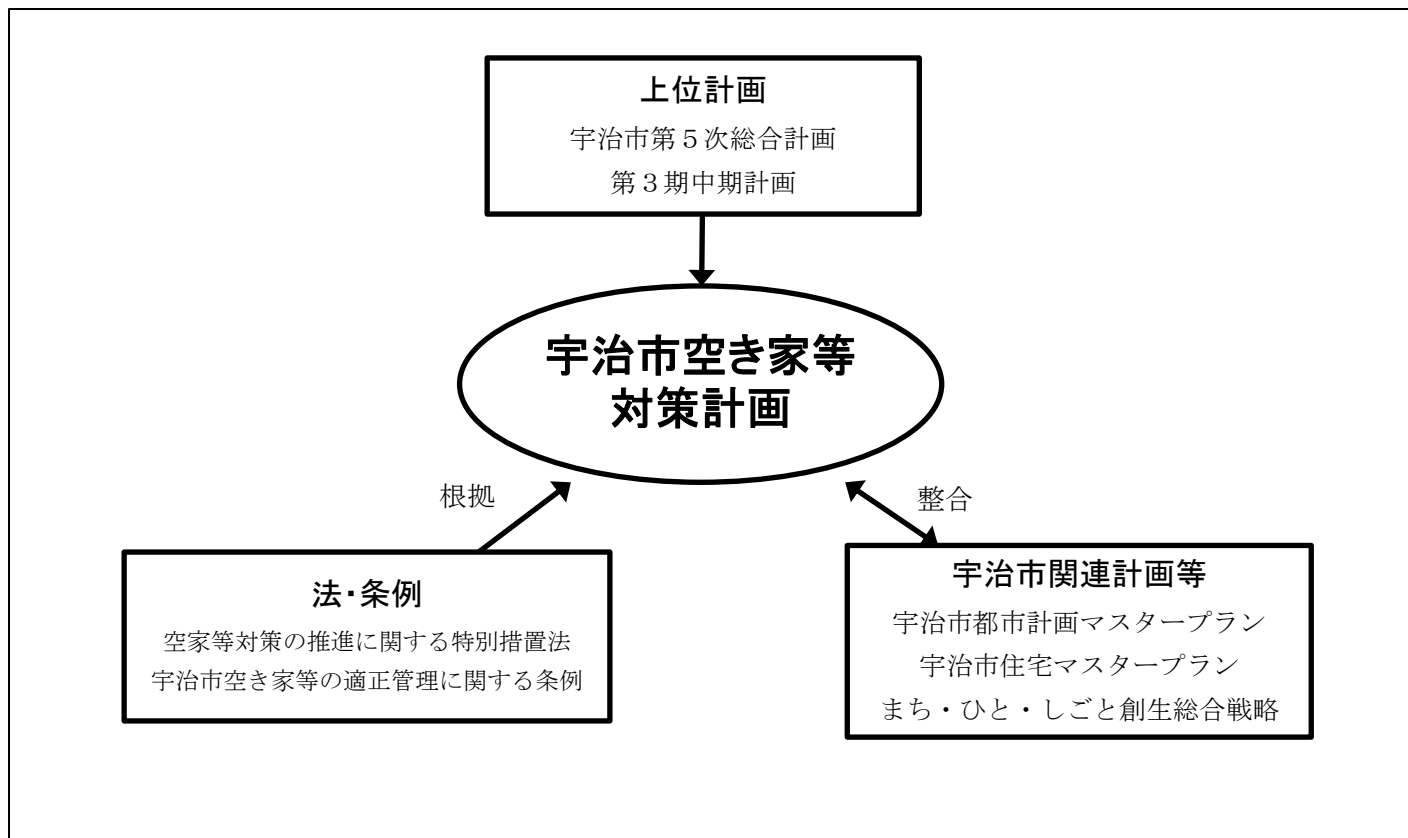 上位計画
宇治市第５次総合計画
第３期中期計画
宇治市空き家等
対策計画
根拠
整合
法・条例
空家等対策の推進に関する特別措置法
宇治市空き家等の適正管理に関する条例
宇治市関連計画等
宇治市都市計画マスタープラン
宇治市住宅マスタープラン
まち・ひと・しごと創生総合戦略